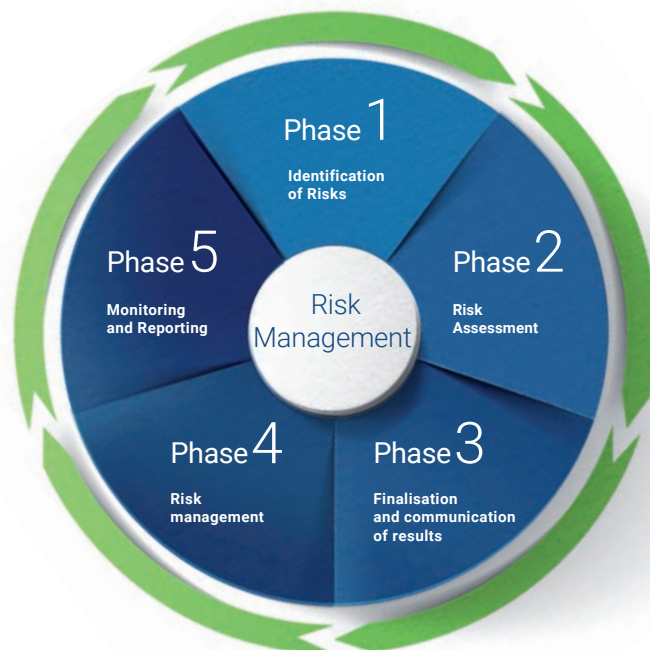 Phase 1
Identification
of Risks
Phase 2
Risk
Assessment
Phase 3
Finalisation
and communication
of results
Phase 4
Risk
management
Phase 5
Monitoring
and Reporting
Risk
Management